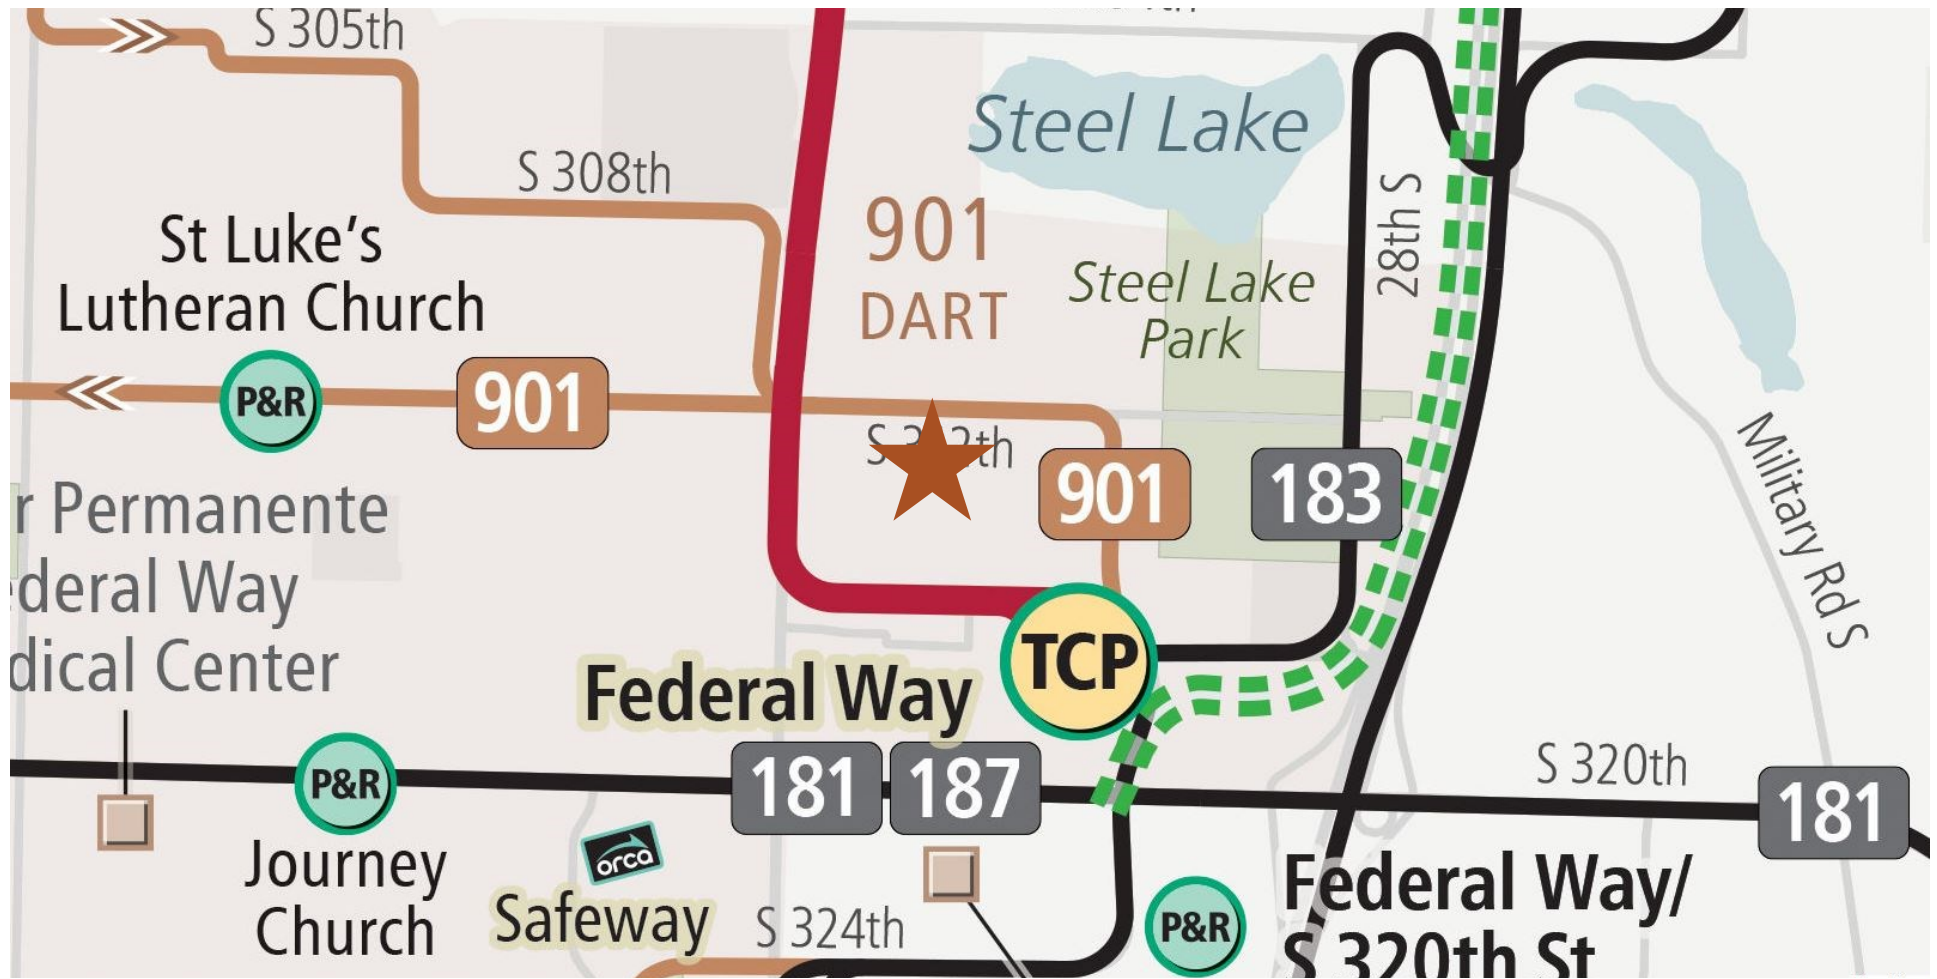 S 305th
Steel Lake
S 308th
28th S
901
DART
St Luke's
Lutheran Church
Steel Lake
Park
P&R
901
S
th
901
183
Military Rd S
r Permanente
ederal Way
dical Center
TCP
Federal Way
181
187
S 320th
181
P&R
Journey
Church
orca
Safeway
S 324th
P&R
Federal Way/
S 320th St